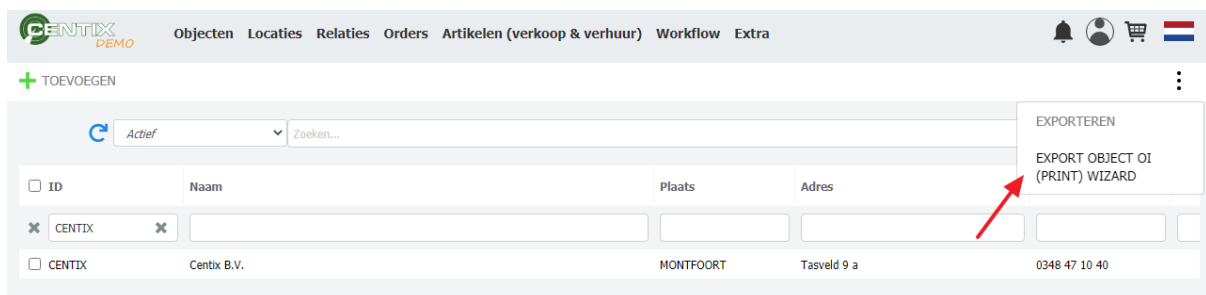 CENTIX
DEMO
Objecten Locaties Relaties Orders Artikelen (verkoop & verhuur) Workflow Extra
TOEVOEGEN
EXPORTEREN
Actief
Zoeken...
EXPORT OBJECT OI
(PRINT) WIZARD
ID Naam Plaats Adres
CENTIX
CENTIX Centix B.V. MONTFOORT Tasveld 9 a 0348 47 10 40